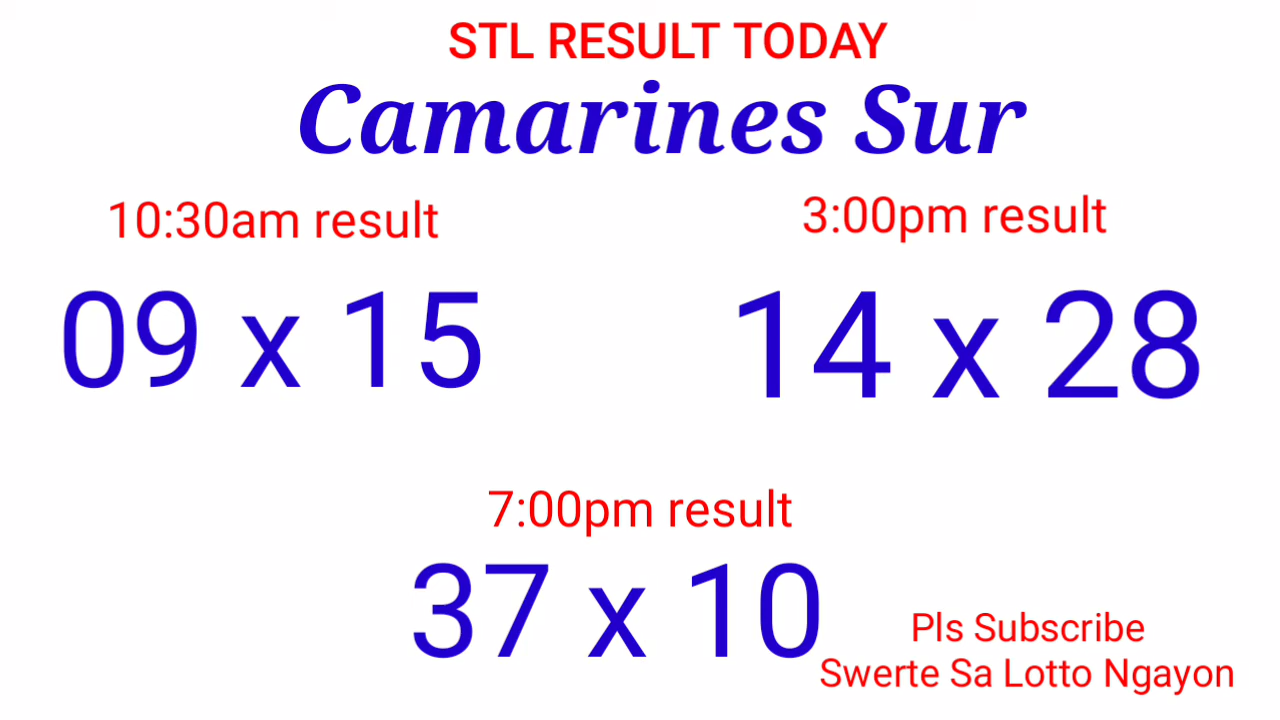 STL RESULT TODAY
Camarines Sur
10:30am result
09 x 15
3:00pm result
14 x 28
7:00pm result
37 x 10
Pls Subscribe
Swerte Sa Lotto Ngayon